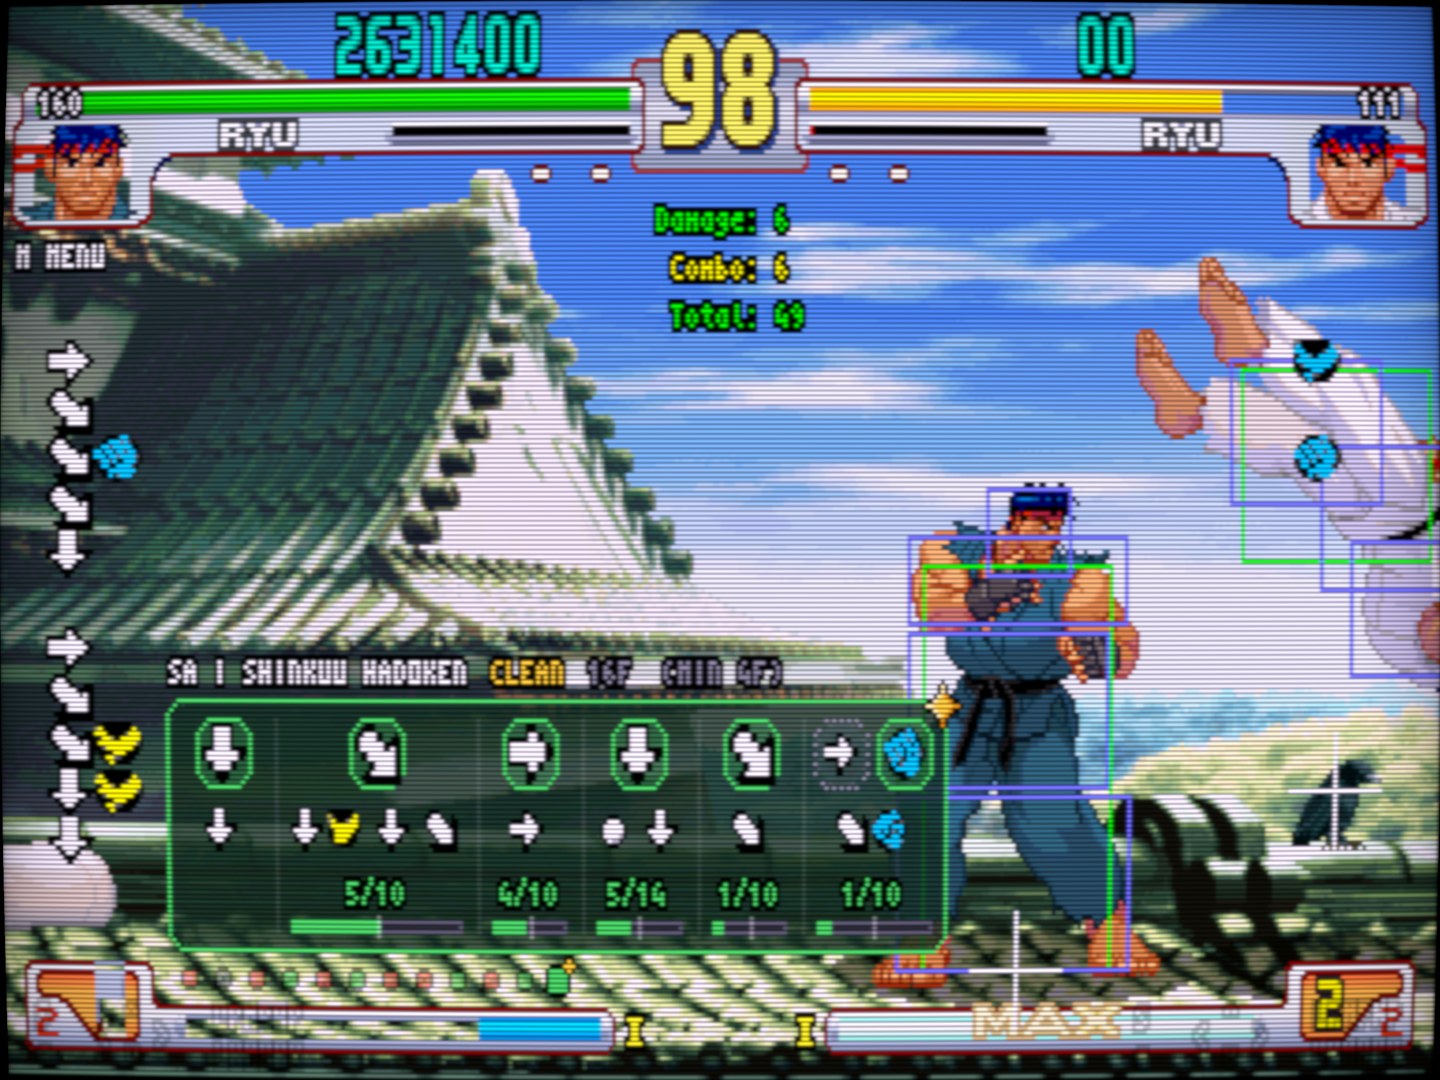 2631400 98 00
160 111
RYU RYU
M MENU
Damage: 6
Combo: 6
Total: 49
SA I SHINKUU HADOKEN CLEAN 16F (MIN 4F)
5/10 4/10 5/14 1/10 1/10
MAX
2 I I 2 2